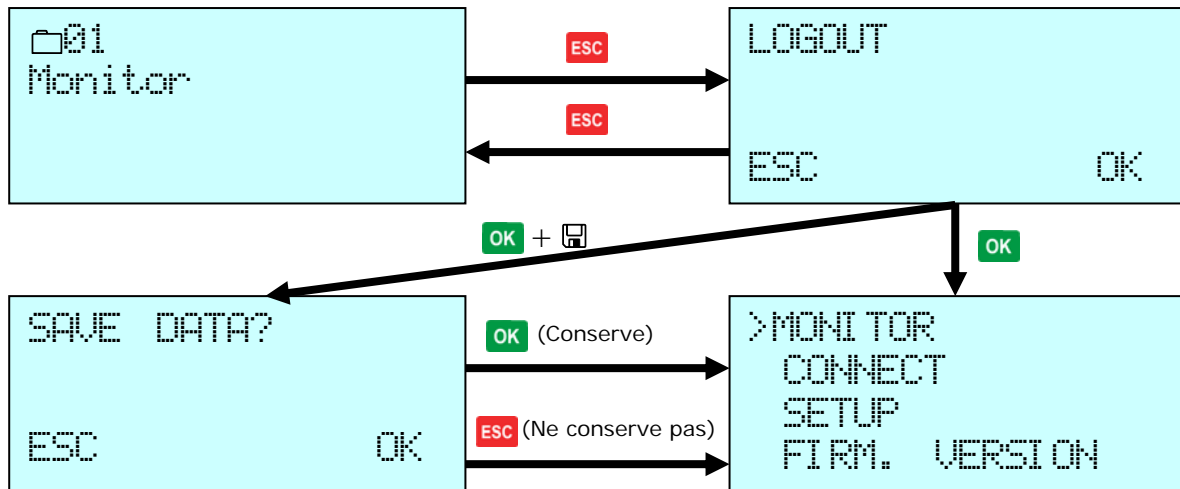 01
Monitor
ESC
ESC
LOGOUT
ESC OK
OK +
OK
SAVE DATA?
ESC OK
OK (Conserve)
ESC (Ne conserve pas)
>MONITOR
CONNECT
SETUP
FIRM. VERSION